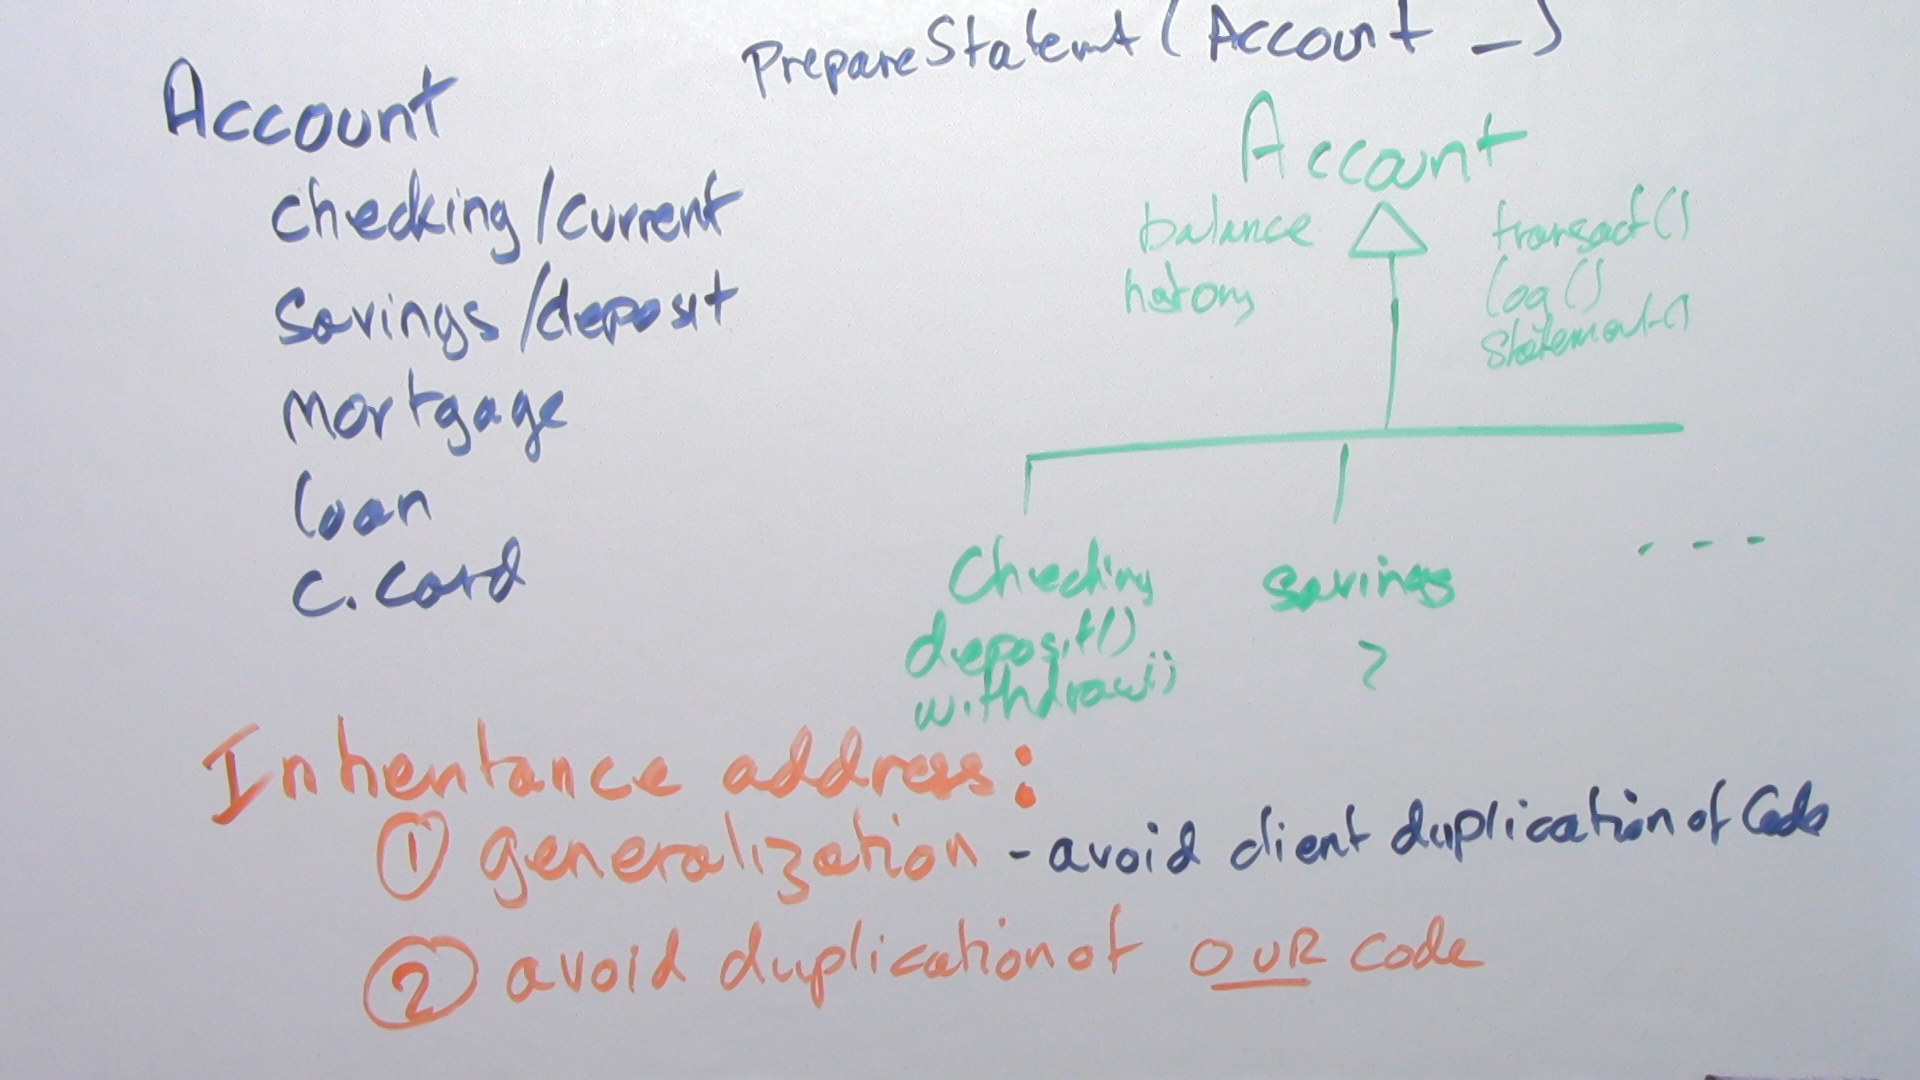 PrepareStatemt (Account _)
Account
checking/current
Savings/deposit
Mortgage
loan
C. Card
Account
balance
history
transact()
log()
Statement()
Checking
deposit()
withdraw()
savings
?
....
Inheritance address:
① generalization - avoid client duplication of Code
② avoid duplication of OUR code